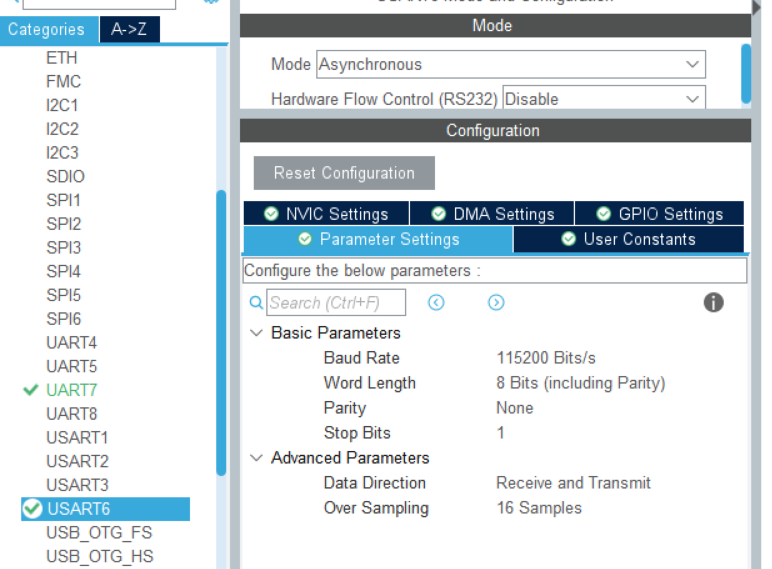 Categories A->Z
ETH
FMC
I2C1
I2C2
I2C3
SDIO
SPI1
SPI2
SPI3
SPI4
SPI5
SPI6
UART4
UART5
UART7
UART8
USART1
USART2
USART3
USART6
USB_OTG_FS
USB_OTG_HS
Mode
Mode Asynchronous
Hardware Flow Control (RS232) Disable
Configuration
Reset Configuration
NVIC Settings DMA Settings GPIO Settings
Parameter Settings User Constants
Configure the below parameters :
Search (Ctrl+F)
Basic Parameters
Baud Rate 115200 Bits/s
Word Length 8 Bits (including Parity)
Parity None
Stop Bits 1
Advanced Parameters
Data Direction Receive and Transmit
Over Sampling 16 Samples